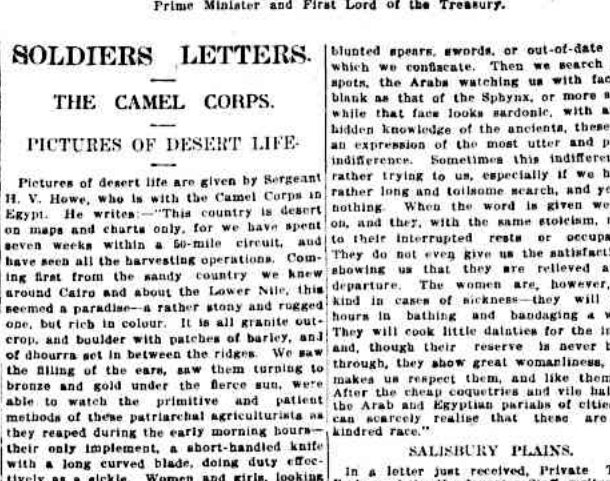 Prime Minister and First Lord of the Treasury.
SOLDIERS LETTERS.
THE CAMEL CORPS.
PICTURES OF DESERT LIFE-
Pictures of desert life are given by Sergeant
H. V. Howe, who is with the Camel Corps in
Egypt. He writes:—"This country is desert
on maps and charts only, for we have spent
seven weeks within a 50-mile circuit, and
have seen all the harvesting operations. Com-
ing first from the sandy country we knew
around Cairo and about the Lower Nile, this
seemed a paradise—a rather stony and rugged
one, but rich in colour. It is all granite out-
crop, and boulder with patches of barley, and
of dhourra set in between the ridges. We saw
the filling of the ears, saw them turning to
bronze and gold under the fierce sun, were
able to watch the primitive and patient
methods of these patriarchal agriculturists as
they reaped during the early morning hours—
their only implement, a short-handled knife
with a long curved blade, doing duty effec-
tively as a sickle. Women and girls, looking
blunted spears, swords, or out-of-date
which we confiscate. Then we search
spots, the Arabs watching us with fac
blank as that of the Sphynx, or more s
while that face looks sardonic, with a
hidden knowledge of the ancients, these
an expression of the most utter and p
indifference. Sometimes this indifferen
rather trying to us, especially if we h
rather long and toilsome search, and ye
nothing. When the word is given we
on, and they, with the same stoicism,
to their interrupted rests or occupa
They do not even give us the satisfacti
showing us that they are relieved a
departure. The women are, however,
kind in cases of sickness—they will
hours in bathing and bandaging a w
They will cook little dainties for the in
and, though their reserve is never b
through, they show great womanliness,
makes us respect them, and like them
After the cheap coquetries and vile hal
the Arab and Egyptian pariahs of cities
can scarcely realise that these are
kindred race."
SALISBURY PLAINS.
In a letter just received, Private T